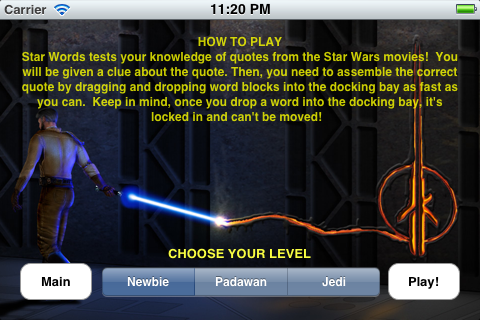 Carrier 11:20 PM
HOW TO PLAY
Star Words tests your knowledge of quotes from the Star Wars movies! You
will be given a clue about the quote. Then, you need to assemble the correct
quote by dragging and dropping word blocks into the docking bay as fast as
you can. Keep in mind, once you drop a word into the docking bay, it's
locked in and can't be moved!
CHOOSE YOUR LEVEL
Main Newbie Padawan Jedi Play!